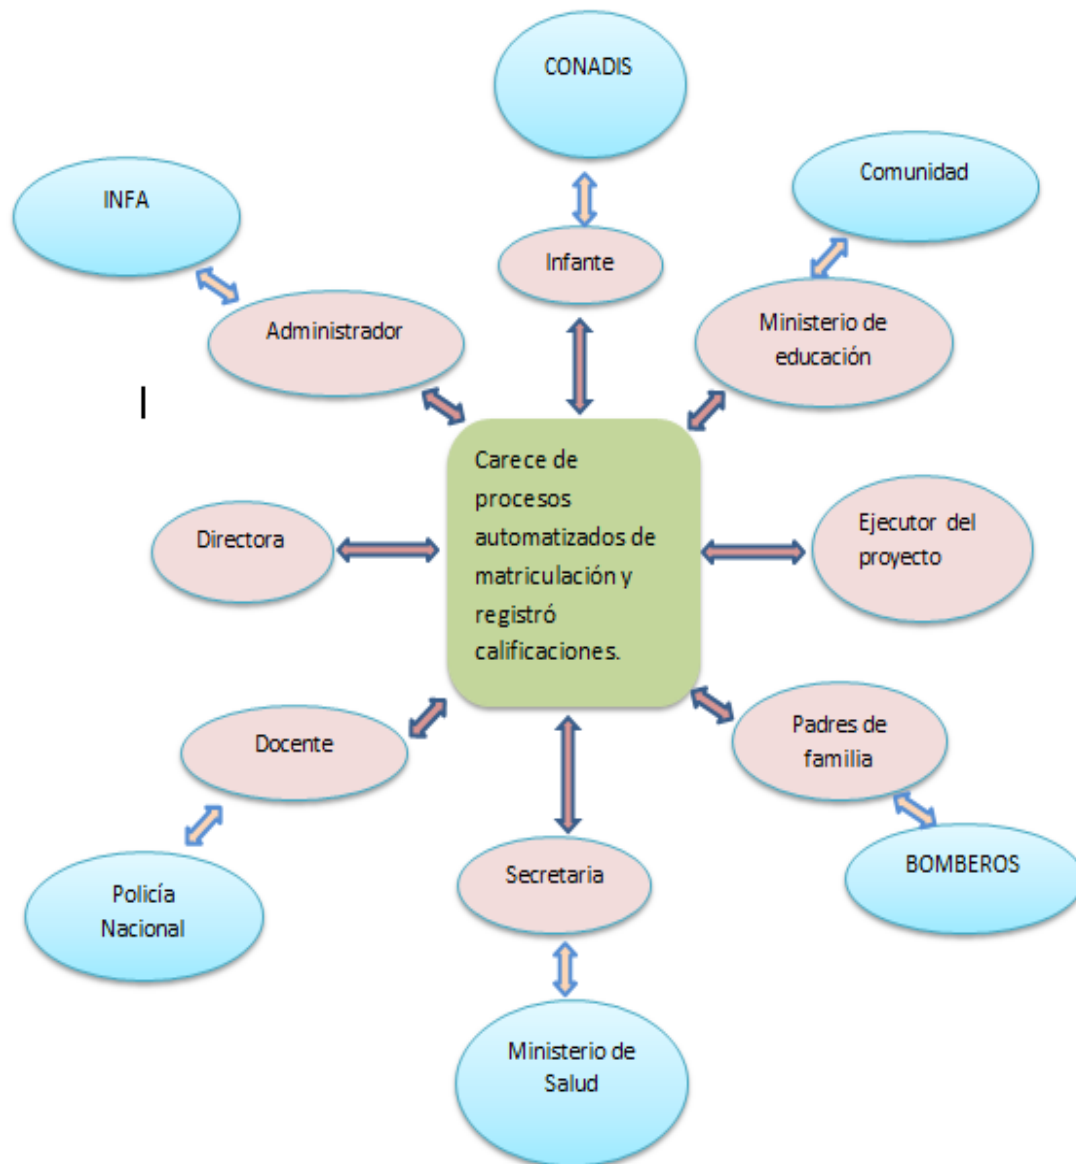 CONADIS
Comunidad
INFA
Infante
Administrador
Ministerio de
educación
Carece de
procesos
automatizados de
matriculación y
registró
calificaciones.
Directora
Ejecutor del
proyecto
Docente
Padres de
familia
Secretaria
BOMBEROS
Policía
Nacional
Ministerio de
Salud